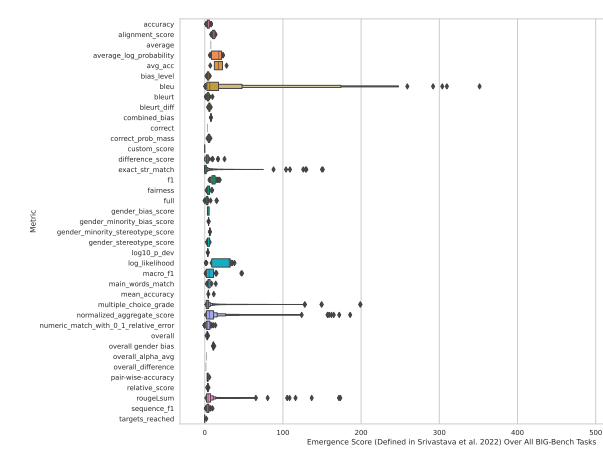 accuracy
alignment_score
average
average_log_probability
avg_acc
bias_level
bleu
bleurt
bleurt_diff
combined_bias
correct
correct_prob_mass
custom_score
difference_score
exact_str_match
f1
fairness
full
gender_bias_score
gender_minority_bias_score
gender_minority_stereotype_score
gender_stereotype_score
log10_p_dev
log_likelihood
macro_f1
main_words_match
mean_accuracy
multiple_choice_grade
normalized_aggregate_score
numeric_match_with_0_1_relative_error
overall
overall gender bias
overall_alpha_avg
overall_difference
pair-wise-accuracy
relative_score
rougeLsum
sequence_f1
targets_reached
Metric
0 100 200 300 400 500
Emergence Score (Defined in Srivastava et al. 2022) Over All BIG-Bench Tasks